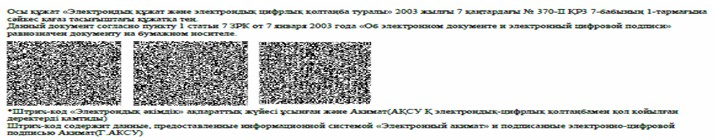 Осы құжат «Электрондық құжат және электрондық цифрлық қолтаңба туралы» 2003 жылғы 7 қаңтардағы № 370-II ҚРЗ 7-бабының 1-тармағына
сәйкес қағаз тасығыштағы құжатқа тең.
Данный документ согласно пункту 1 статьи 7 ЗРК от 7 января 2003 года «Об электронном документе и электронной цифровой подписи»
равнозначен документу на бумажном носителе.
*Штрих-код «Электрондық әкімдік» ақпараттық жүйесі ұсынған және Акимат(АҚСУ Қ электрондық-цифрлық қолтаңбамен қол қойылған
деректерді қамтиды)
Штрих-код содержит данные, предоставленные информационной системой «Электронный акимат» и подписанные электронно-цифровой
подписью Акимат(Г.АКСУ)